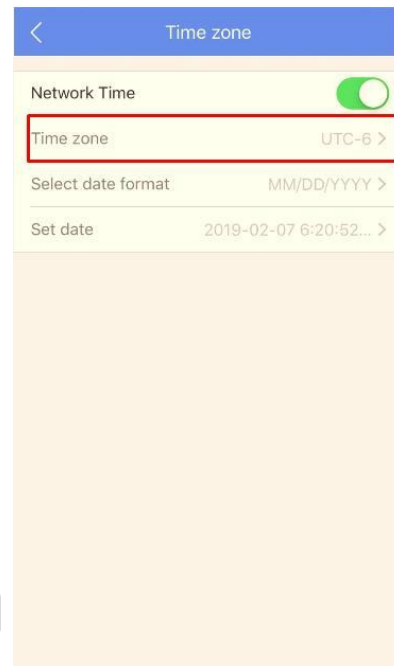 Time zone
Network Time
Time zone UTC-6 >
Select date format MM/DD/YYYY >
Set date 2019-02-07 6:20:52... >